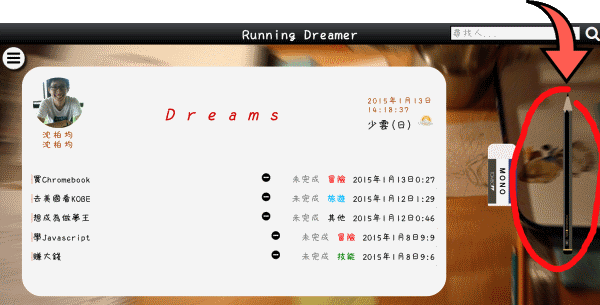 Running Dreamer
尋找人...
沈柏均
沈柏均
Dreams
2015年1月13日
14:18:37
少雲(日)
MONO
買Chromebook 未完成 冒險 2015年1月13日0:27
去美國看KOBE 未完成 旅遊 2015年1月12日1:29
想成為做夢王 未完成 其他 2015年1月12日0:46
學Javascript 未完成 冒險 2015年1月8日9:9
賺大錢 未完成 技能 2015年1月8日9:6